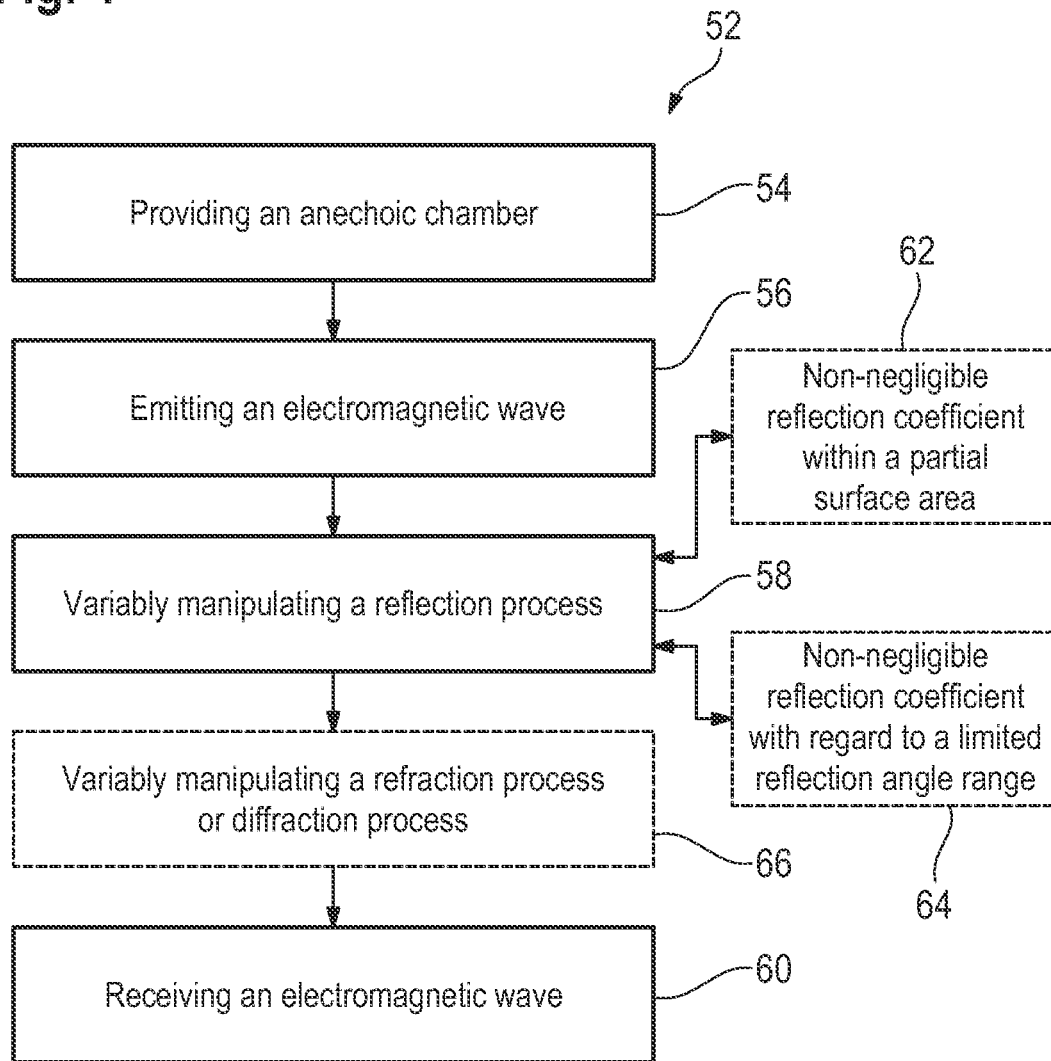 52
Providing an anechoic chamber
54
56
62
Emitting an electromagnetic wave
Non-negligible
reflection coefficient
within a partial
surface area
Variably manipulating a reflection process
58
Non-negligible
reflection coefficient
with regard to a limited
reflection angle range
Variably manipulating a refraction process
or diffraction process
66
64
Receiving an electromagnetic wave
60